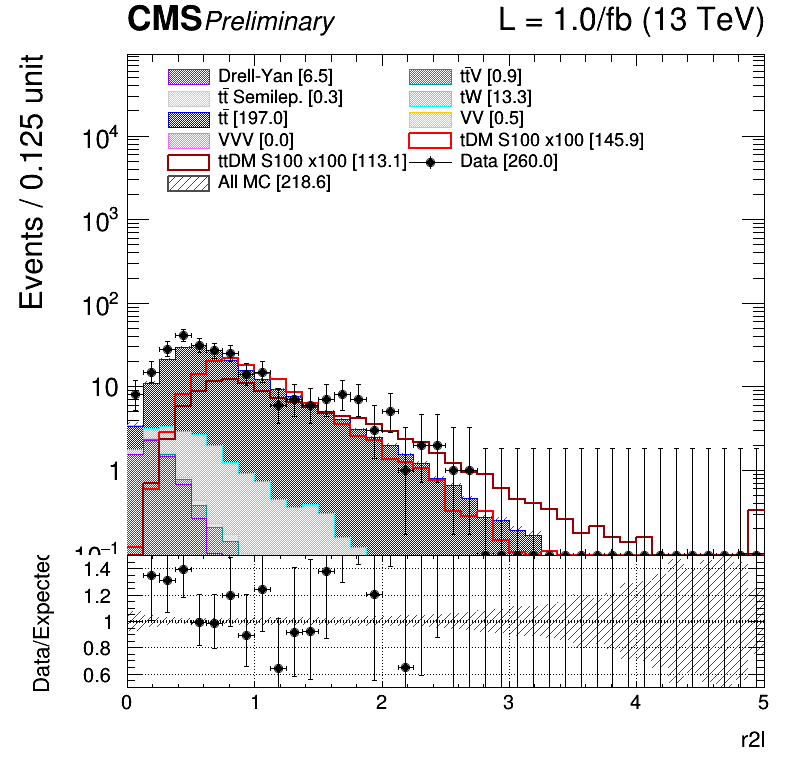 CMS Preliminary L = 1.0/fb (13 TeV)
Events / 0.125 unit
Drell-Yan [6.5]
tt̄V [0.9]
tt̄ Semilep. [0.3]
tW [13.3]
tt̄ [197.0]
VV [0.5]
VVV [0.0]
tDM S100 x100 [145.9]
ttDM S100 x100 [113.1]
Data [260.0]
All MC [218.6]
10⁴
10³
10²
10
1
10⁻¹
Data/Expected
1.4
1.2
1
0.8
0.6
0 1 2 3 4 5
r2l